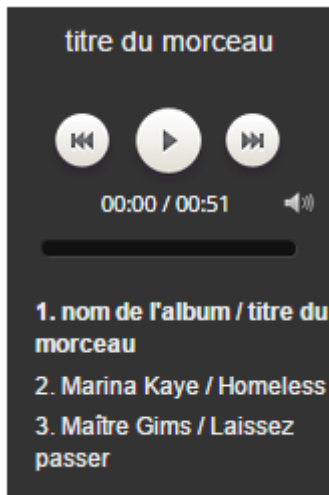 titre du morceau
00:00 / 00:51
1. nom de l'album / titre du
morceau
2. Marina Kaye / Homeless
3. Maître Gims / Laissez
passer